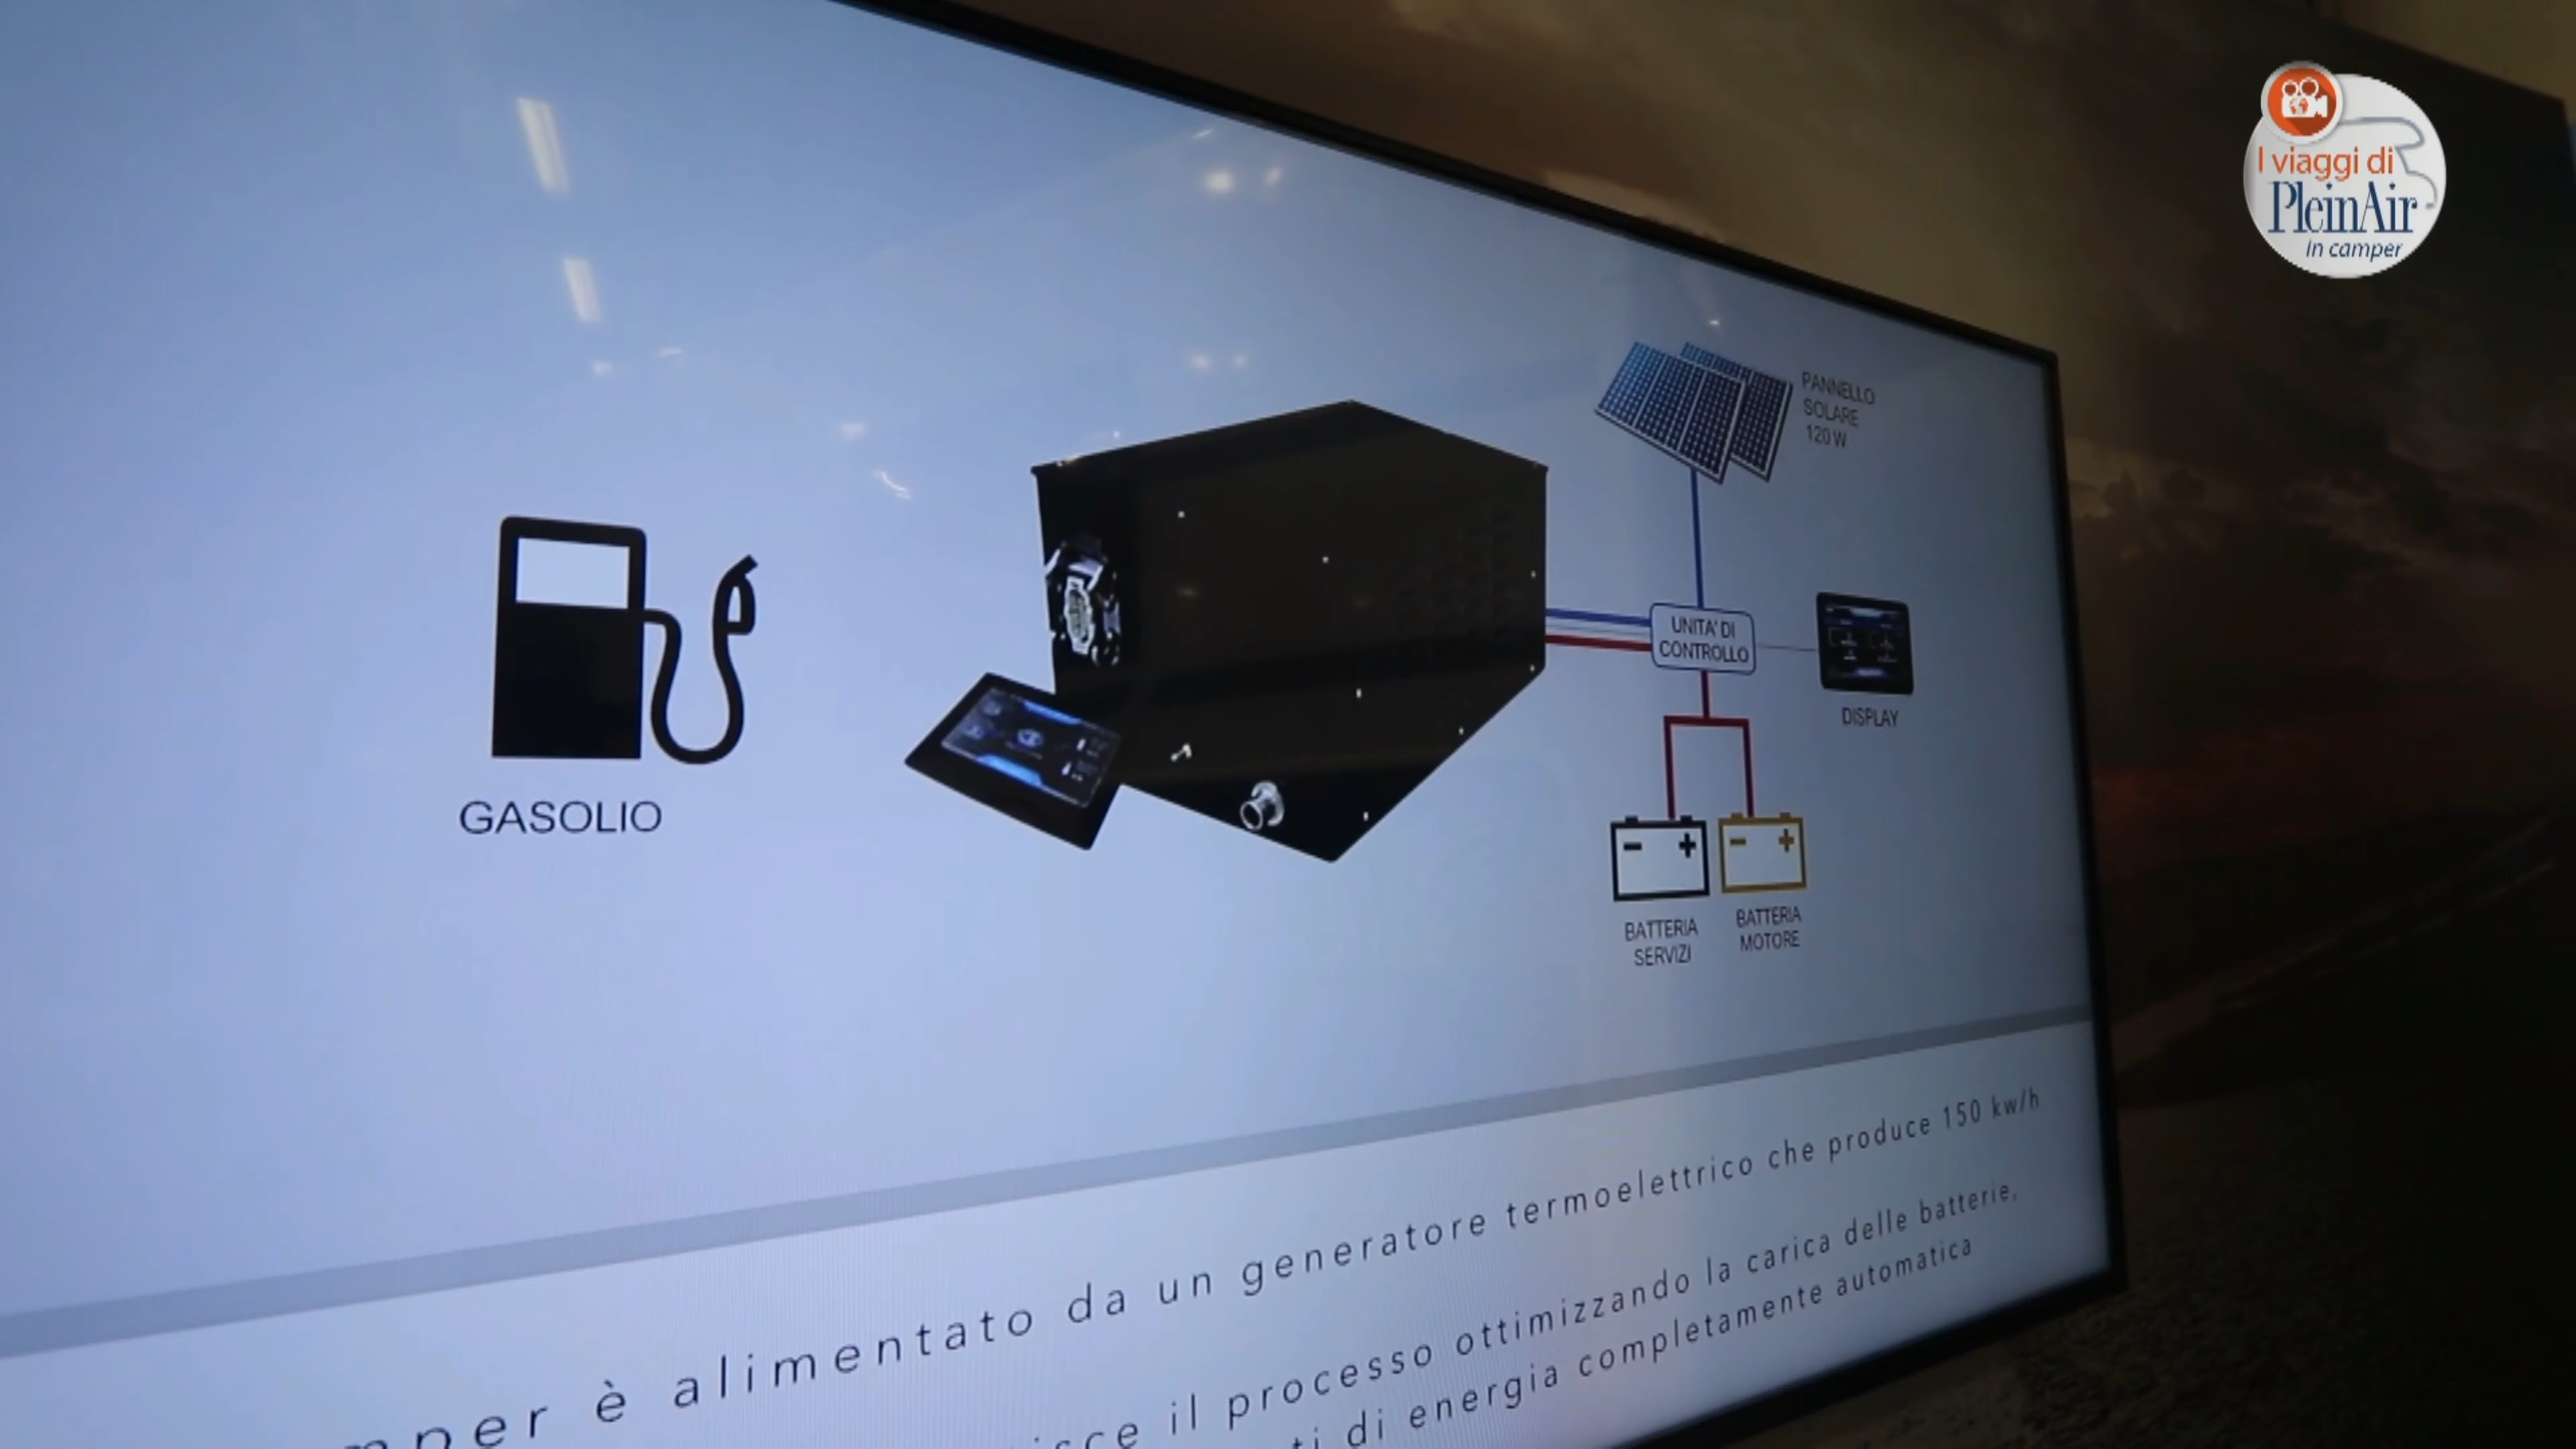 I viaggi di
PleinAir
in camper
PANNELLO
SOLARE
120 W
UNITA' DI
CONTROLLO
DISPLAY
GASOLIO
BATTERIA
SERVIZI
BATTERIA
MOTORE
è alimentato da un generatore termoelettrico che produce 150 kw/h
il processo ottimizzando la carica delle batterie,
di energia completamente automatica